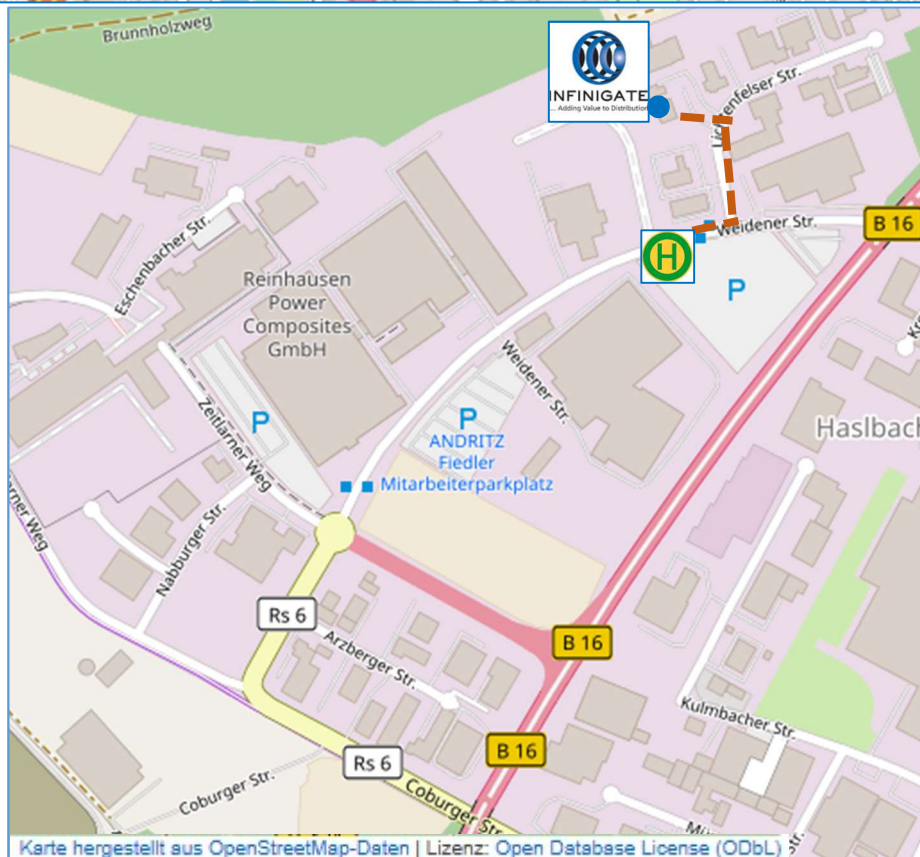 Brunnholzweg
INFINIGATE
... Adding Value to Distribution
Lichtenfelser Str.
Weidener Str.
B 16
H
P
Eschenbacher Str.
Reinhausen
Power
Composites
GmbH
Weidener Str.
Haslbach
P
P
ANDRITZ
Fiedler
Mitarbeiterparkplatz
Zeitlarner Weg
Nabburger Str.
Rs 6
Arzberger Str.
B 16
Kulmbacher Str.
B 16
Rs 6
Coburger Str.
Coburger Str.
Karte hergestellt aus OpenStreetMap-Daten | Lizenz: Open Database License (ODbL)